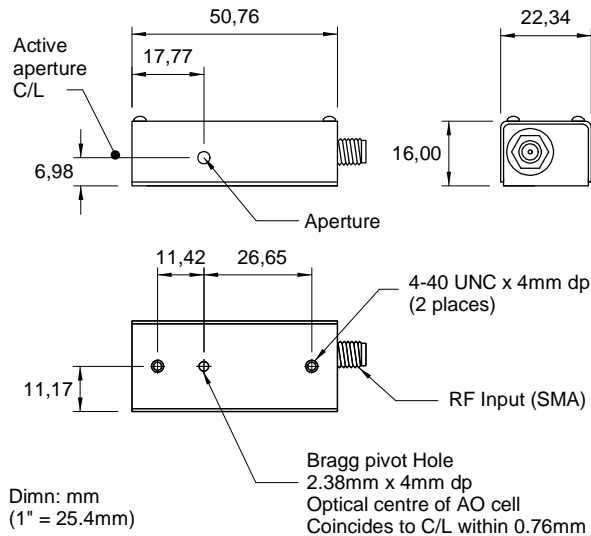 50,76
22,34
Active
aperture
C/L
17,77
16,00
6,98
Aperture
11,42
26,65
4-40 UNC x 4mm dp
(2 places)
11,17
RF Input (SMA)
Bragg pivot Hole
2.38mm x 4mm dp
Optical centre of AO cell
Coincides to C/L within 0.76mm
Dimn: mm
(1" = 25.4mm)